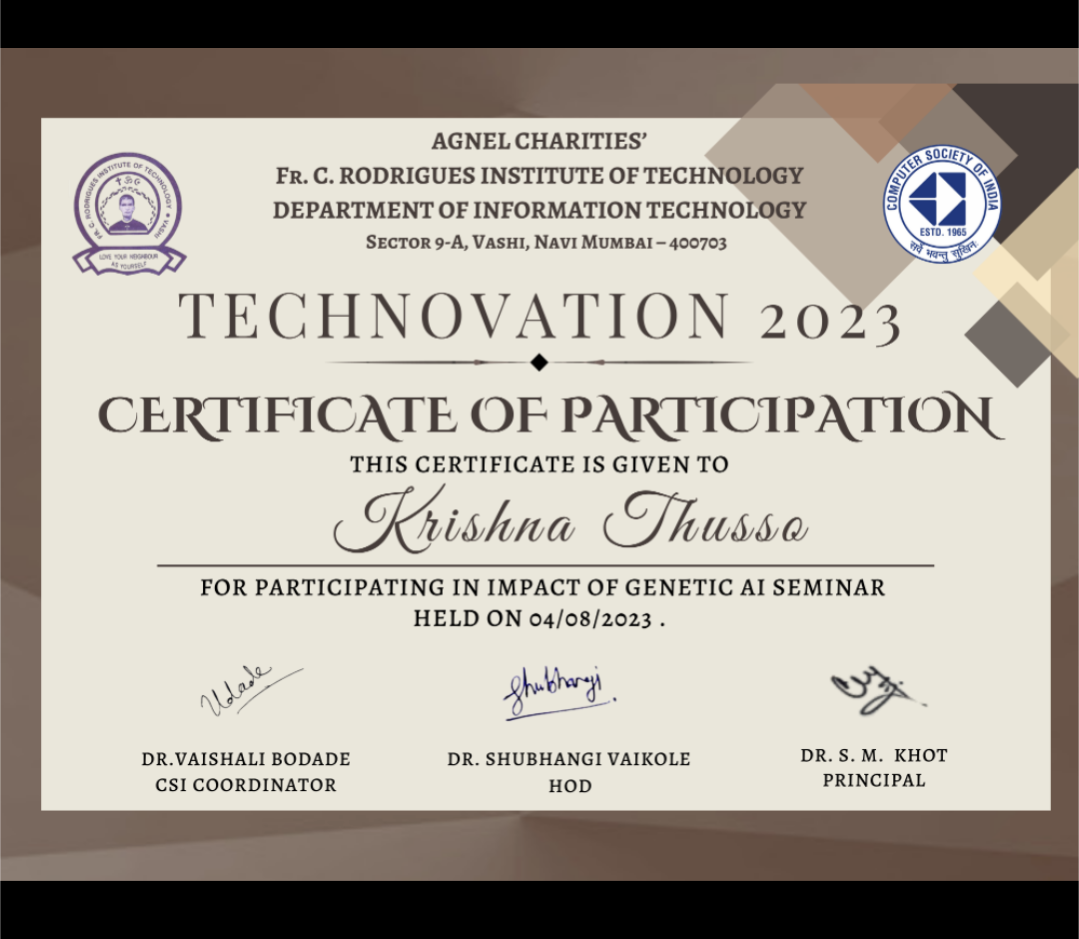 AGNEL CHARITIES’
FR. C. RODRIGUES INSTITUTE OF TECHNOLOGY
DEPARTMENT OF INFORMATION TECHNOLOGY
SECTOR 9-A, VASHI, NAVI MUMBAI – 400703
FR. C. RODRIGUES INSTITUTE OF TECHNOLOGY ★ VASHI
LOVE YOUR NEIGHBOUR
AS YOURSELF
COMPUTER SOCIETY OF INDIA
ESTD. 1965
सर्वे भवन्तु सुखिनः
TECHNOVATION 2023
CERTIFICATE OF PARTICIPATION
THIS CERTIFICATE IS GIVEN TO
Krishna Thusso
FOR PARTICIPATING IN IMPACT OF GENETIC AI SEMINAR
HELD ON 04/08/2023 .
Udade
Shubhangi
DR.VAISHALI BODADE
CSI COORDINATOR
DR. SHUBHANGI VAIKOLE
HOD
DR. S. M. KHOT
PRINCIPAL